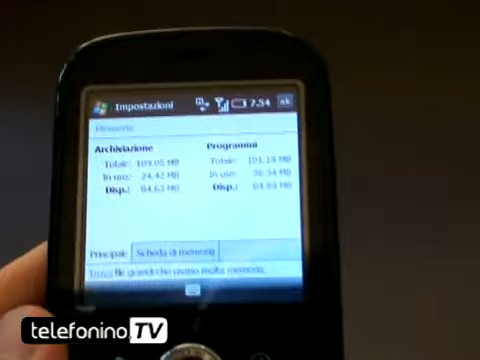 Impostazioni 7.54 ok
Memoria
Archiviazione Programmi
Totale: 109.05 MB Totale: 101.18 MB
In uso: 24.42 MB In uso: 36.34 MB
Disp.: 84.63 MB Disp.: 64.84 MB
Principale Scheda di memoria
Trova file grandi che usano molta memoria.
telefonino.TV